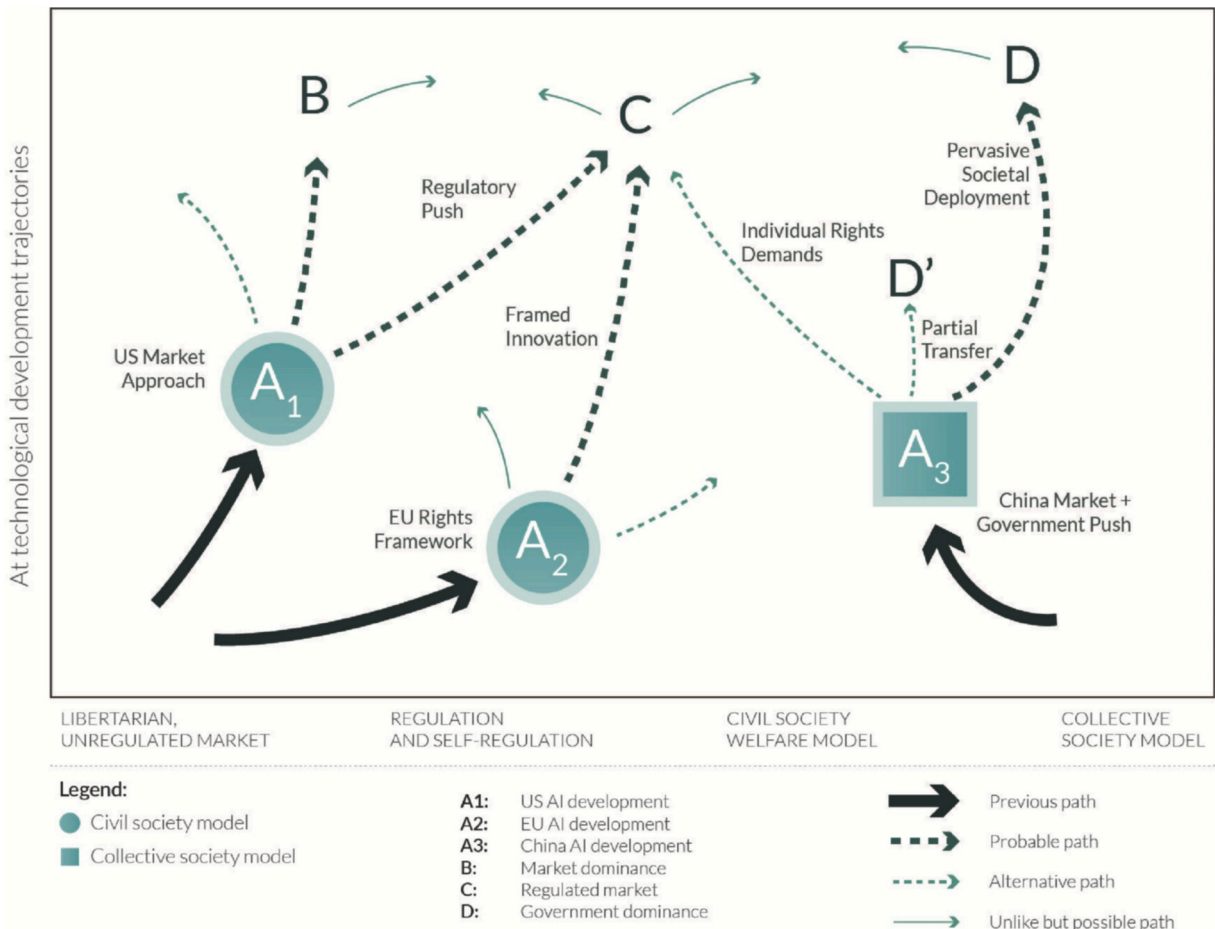 At technological development trajectories
B
C
D
Regulatory
Push
Pervasive
Societal
Deployment
Individual Rights
Demands
D’
Framed
Innovation
Partial
Transfer
US Market
Approach
A1
A3
EU Rights
Framework
A2
China Market +
Government Push
LIBERTARIAN,
UNREGULATED MARKET
REGULATION
AND SELF-REGULATION
CIVIL SOCIETY
WELFARE MODEL
COLLECTIVE
SOCIETY MODEL
Legend:
Civil society model
Collective society model
A1: US AI development
A2: EU AI development
A3: China AI development
B: Market dominance
C: Regulated market
D: Government dominance
Previous path
Probable path
Alternative path
Unlike but possible path